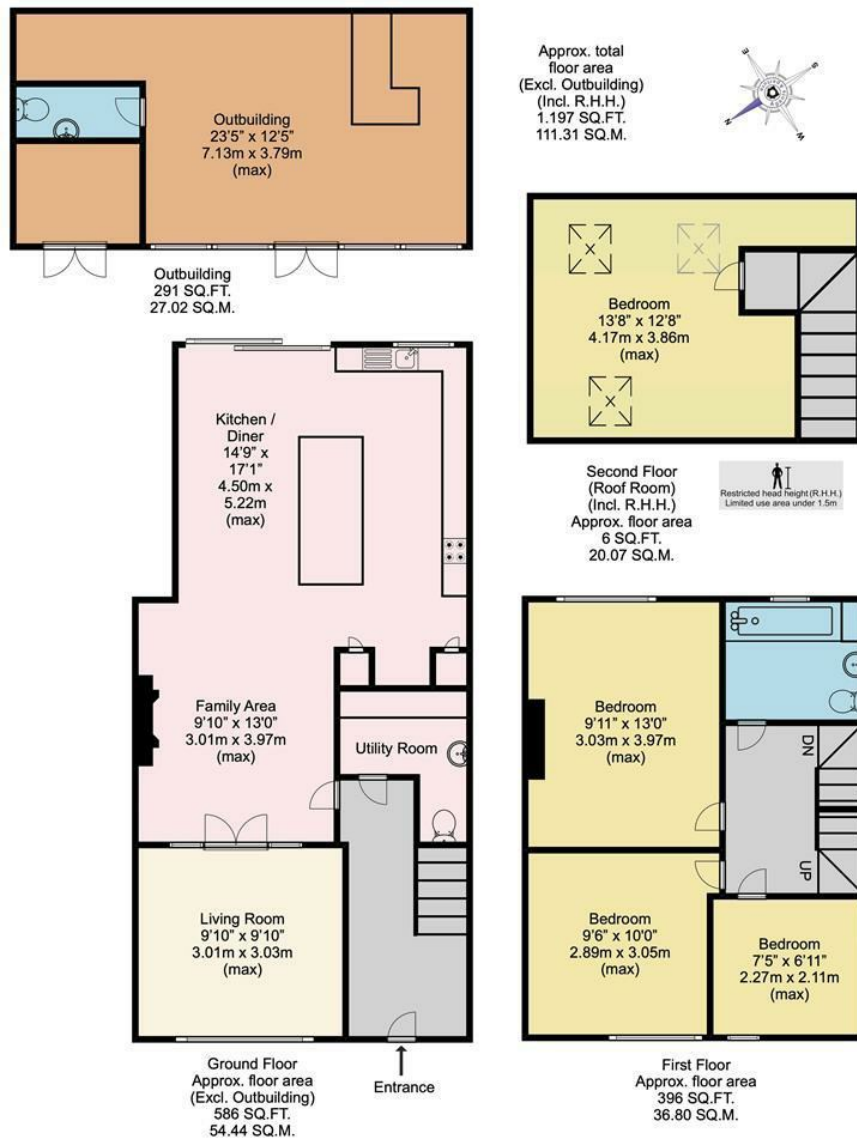 Outbuilding
23'5" x 12'5"
7.13m x 3.79m
(max)
Outbuilding
291 SQ.FT.
27.02 SQ.M.
Approx. total
floor area
(Excl. Outbuilding)
(Incl. R.H.H.)
1.197 SQ.FT.
111.31 SQ.M.
E
S
N
W
Bedroom
13'8" x 12'8"
4.17m x 3.86m
(max)
Second Floor
(Roof Room)
(Incl. R.H.H.)
Approx. floor area
6 SQ.FT.
20.07 SQ.M.
Restricted head height (R.H.H.)
Limited use area under 1.5m
Kitchen /
Diner
14'9" x
17'1"
4.50m x
5.22m
(max)
Family Area
9'10" x 13'0"
3.01m x 3.97m
(max)
Utility Room
Living Room
9'10" x 9'10"
3.01m x 3.03m
(max)
Ground Floor
Approx. floor area
(Excl. Outbuilding)
586 SQ.FT.
54.44 SQ.M.
Entrance
Bedroom
9'11" x 13'0"
3.03m x 3.97m
(max)
DN
UP
Bedroom
9'6" x 10'0"
2.89m x 3.05m
(max)
Bedroom
7'5" x 6'11"
2.27m x 2.11m
(max)
First Floor
Approx. floor area
396 SQ.FT.
36.80 SQ.M.